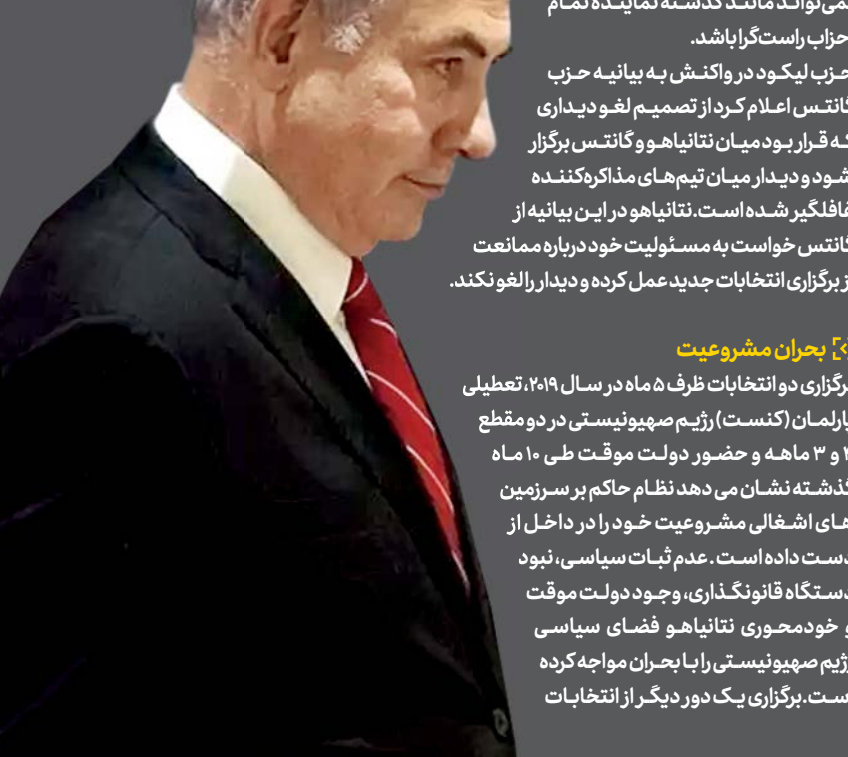 نمی‌تواند مانند گذشته نماینده تمام
حزاب راست‌گرا باشد.
حزب لیکود در واکنش به بیانیه حزب
گانتس اعلام کرد از تصمیم لغو دیداری
که قرار بود میان نتانیاهو و گانتس برگزار
شود و دیدار میان تیم‌های مذاکره‌کننده
غافلگیر شده است. نتانیاهو در این بیانیه از
گانتس خواست به مسئولیت خود درباره ممانعت
ز برگزاری انتخابات جدید عمل کرده و دیدار را لغو نکند.
بحران مشروعیت
برگزاری دو انتخابات ظرف ۵ ماه در سال ۲۰۱۹، تعطیلی
پارلمان (کنست) رژیم صهیونیستی در دو مقطع
و ۳ ماهه و حضور دولت موقت طی ۱۰ ماه
گذشته نشان می دهد نظام حاکم بر سرزمین
های اشغالی مشروعیت خود را در داخل از
دست داده است. عدم ثبات سیاسی، نبود
دستگاه قانونگذاری، وجود دولت موقت
و خودمحوری نتانیاهو فضای سیاسی
رژیم صهیونیستی را با بحران مواجه کرده
ست. برگزاری یک دور دیگر از انتخابات